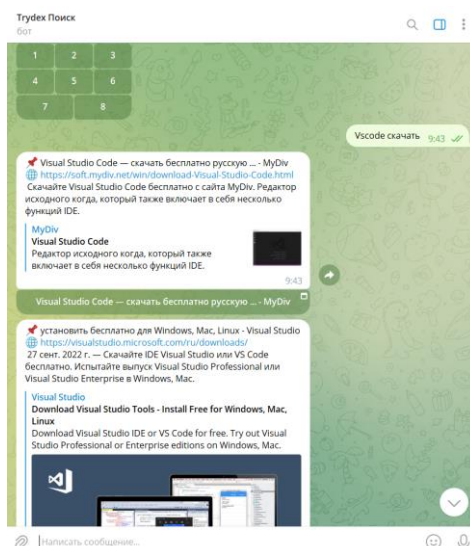 Trydex Поиск
бот
1 2 3
4 5 6
7 8
Vscode скачать 9:43
Visual Studio Code — скачать бесплатно русскую ... - MyDiv
https://soft.mydiv.net/win/download-Visual-Studio-Code.html
Скачайте Visual Studio Code бесплатно с сайта MyDiv. Редактор
исходного когда, который также включает в себя несколько
функций IDE.
MyDiv
Visual Studio Code
Редактор исходного когда, который также
включает в себя несколько функций IDE.
9:43
Visual Studio Code — скачать бесплатно русскую ... - MyDiv
установить бесплатно для Windows, Mac, Linux - Visual Studio
https://visualstudio.microsoft.com/ru/downloads/
27 сент. 2022 г. — Скачайте IDE Visual Studio или VS Code
бесплатно. Испытайте выпуск Visual Studio Professional или
Visual Studio Enterprise в Windows, Mac.
Visual Studio
Download Visual Studio Tools - Install Free for Windows, Mac,
Linux
Download Visual Studio IDE or VS Code for free. Try out Visual
Studio Professional or Enterprise editions on Windows, Mac.
Написать сообщение...